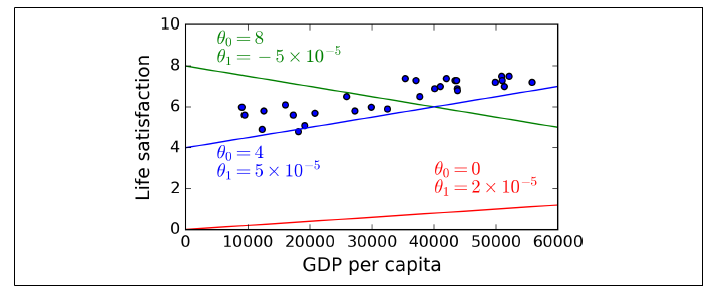 10
8
6
4
2
0
Life satisfaction
θ₀ = 8
θ₁ = −5 × 10⁻⁵
θ₀ = 4
θ₁ = 5 × 10⁻⁵
θ₀ = 0
θ₁ = 2 × 10⁻⁵
0 10000 20000 30000 40000 50000 60000
GDP per capita